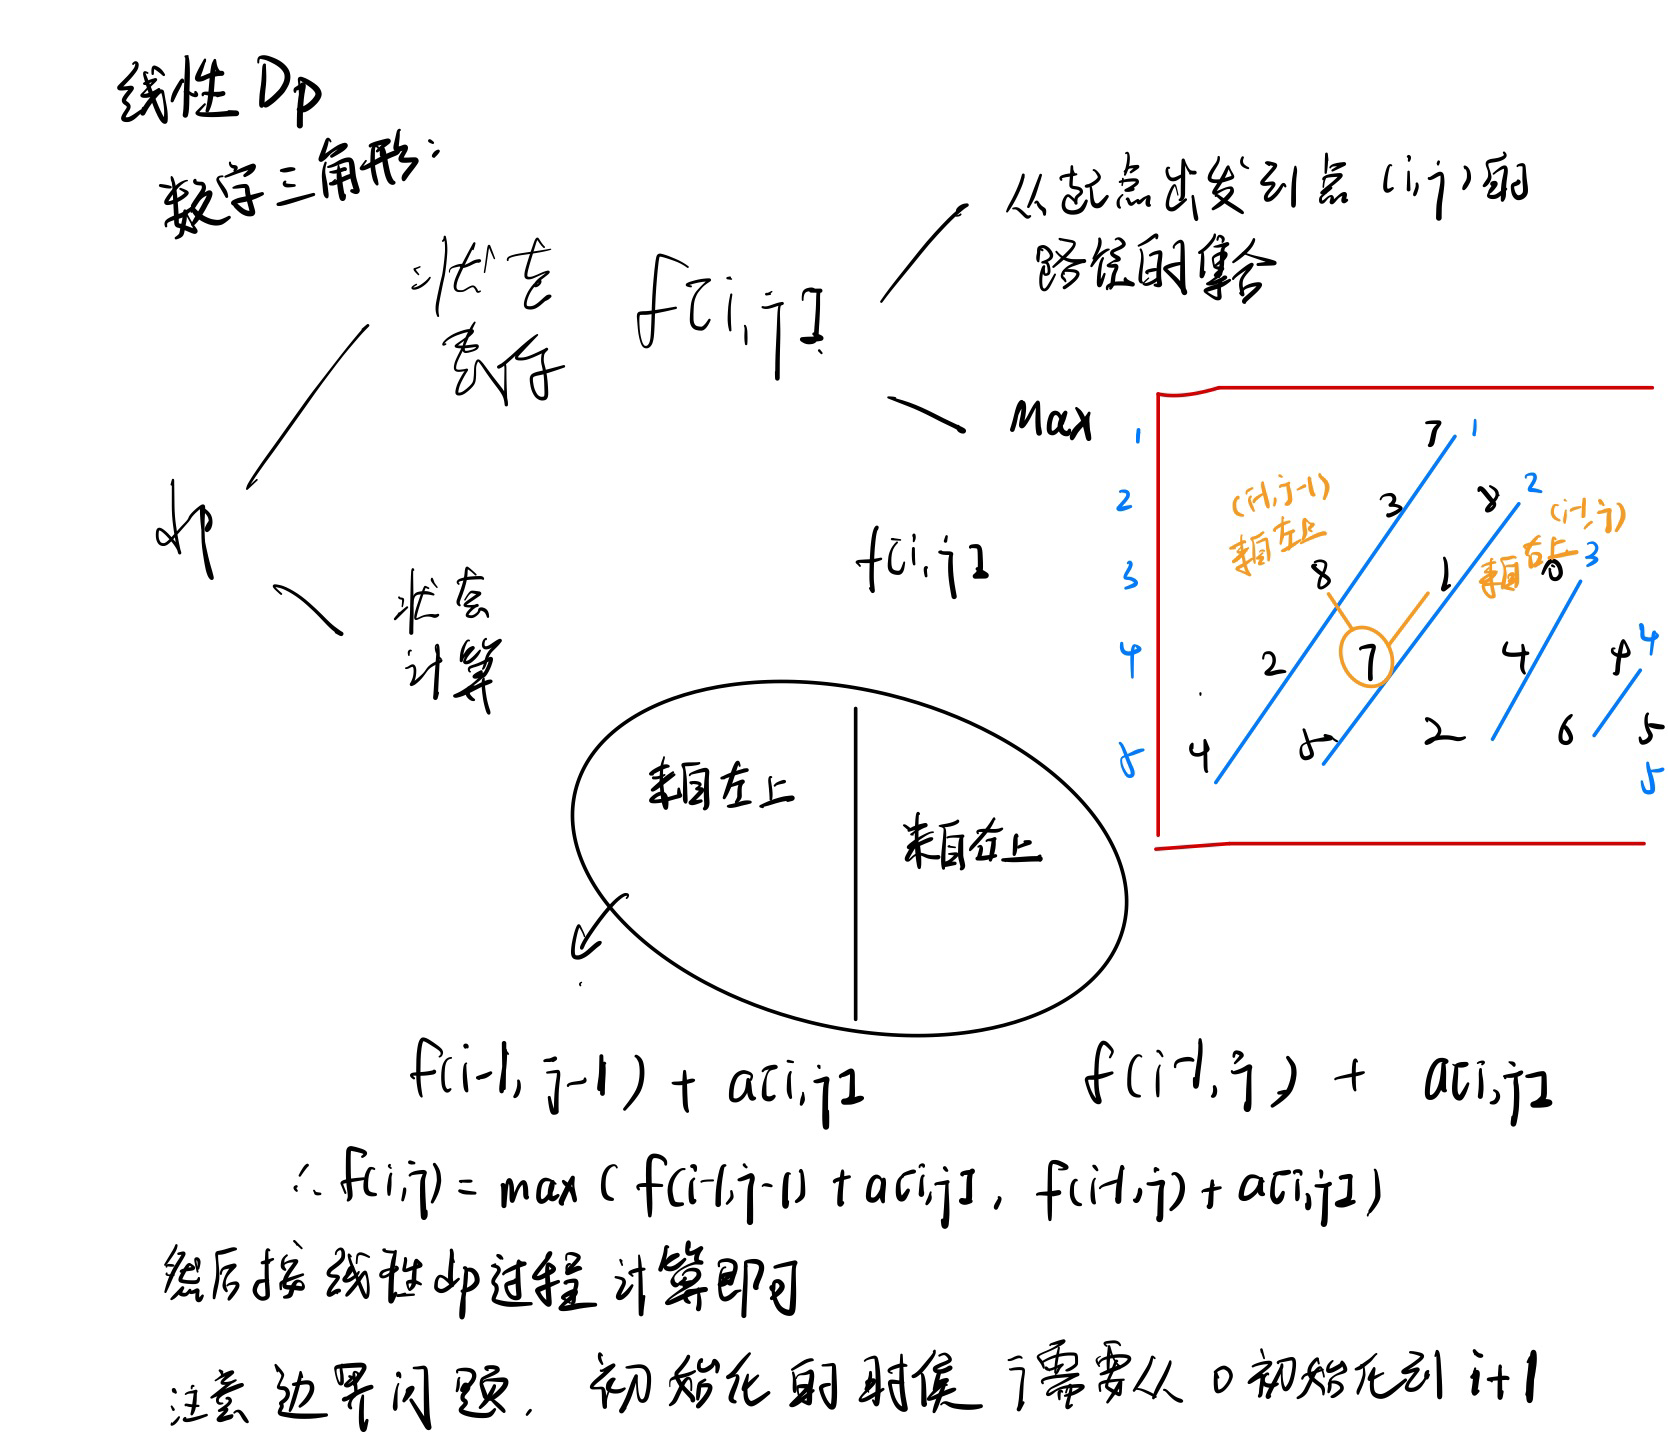 线性Dp
数字三角形:
状态
表示
f[i,j]
从起点出发到点(i,j)的
路径的集合
Max
dp
状态
计算
f[i,j]
1
2
3
4
5
7 1
3 8 2
(i-1,j-1)
来自左上
(i-1,j)
来自右上
8 1 0 3
2 7 4 4 4
4 5 2 6 5
5
来自左上
来自右上
f(i-1, j-1) + a[i,j]
f(i-1,j) + a[i,j]
∴ f(i,j) = max ( f(i-1,j-1) + a[i,j], f(i-1,j) + a[i,j] )
然后按线性dp过程计算即可
注意边界问题. 初始化的时候 j需要从0初始化到i+1